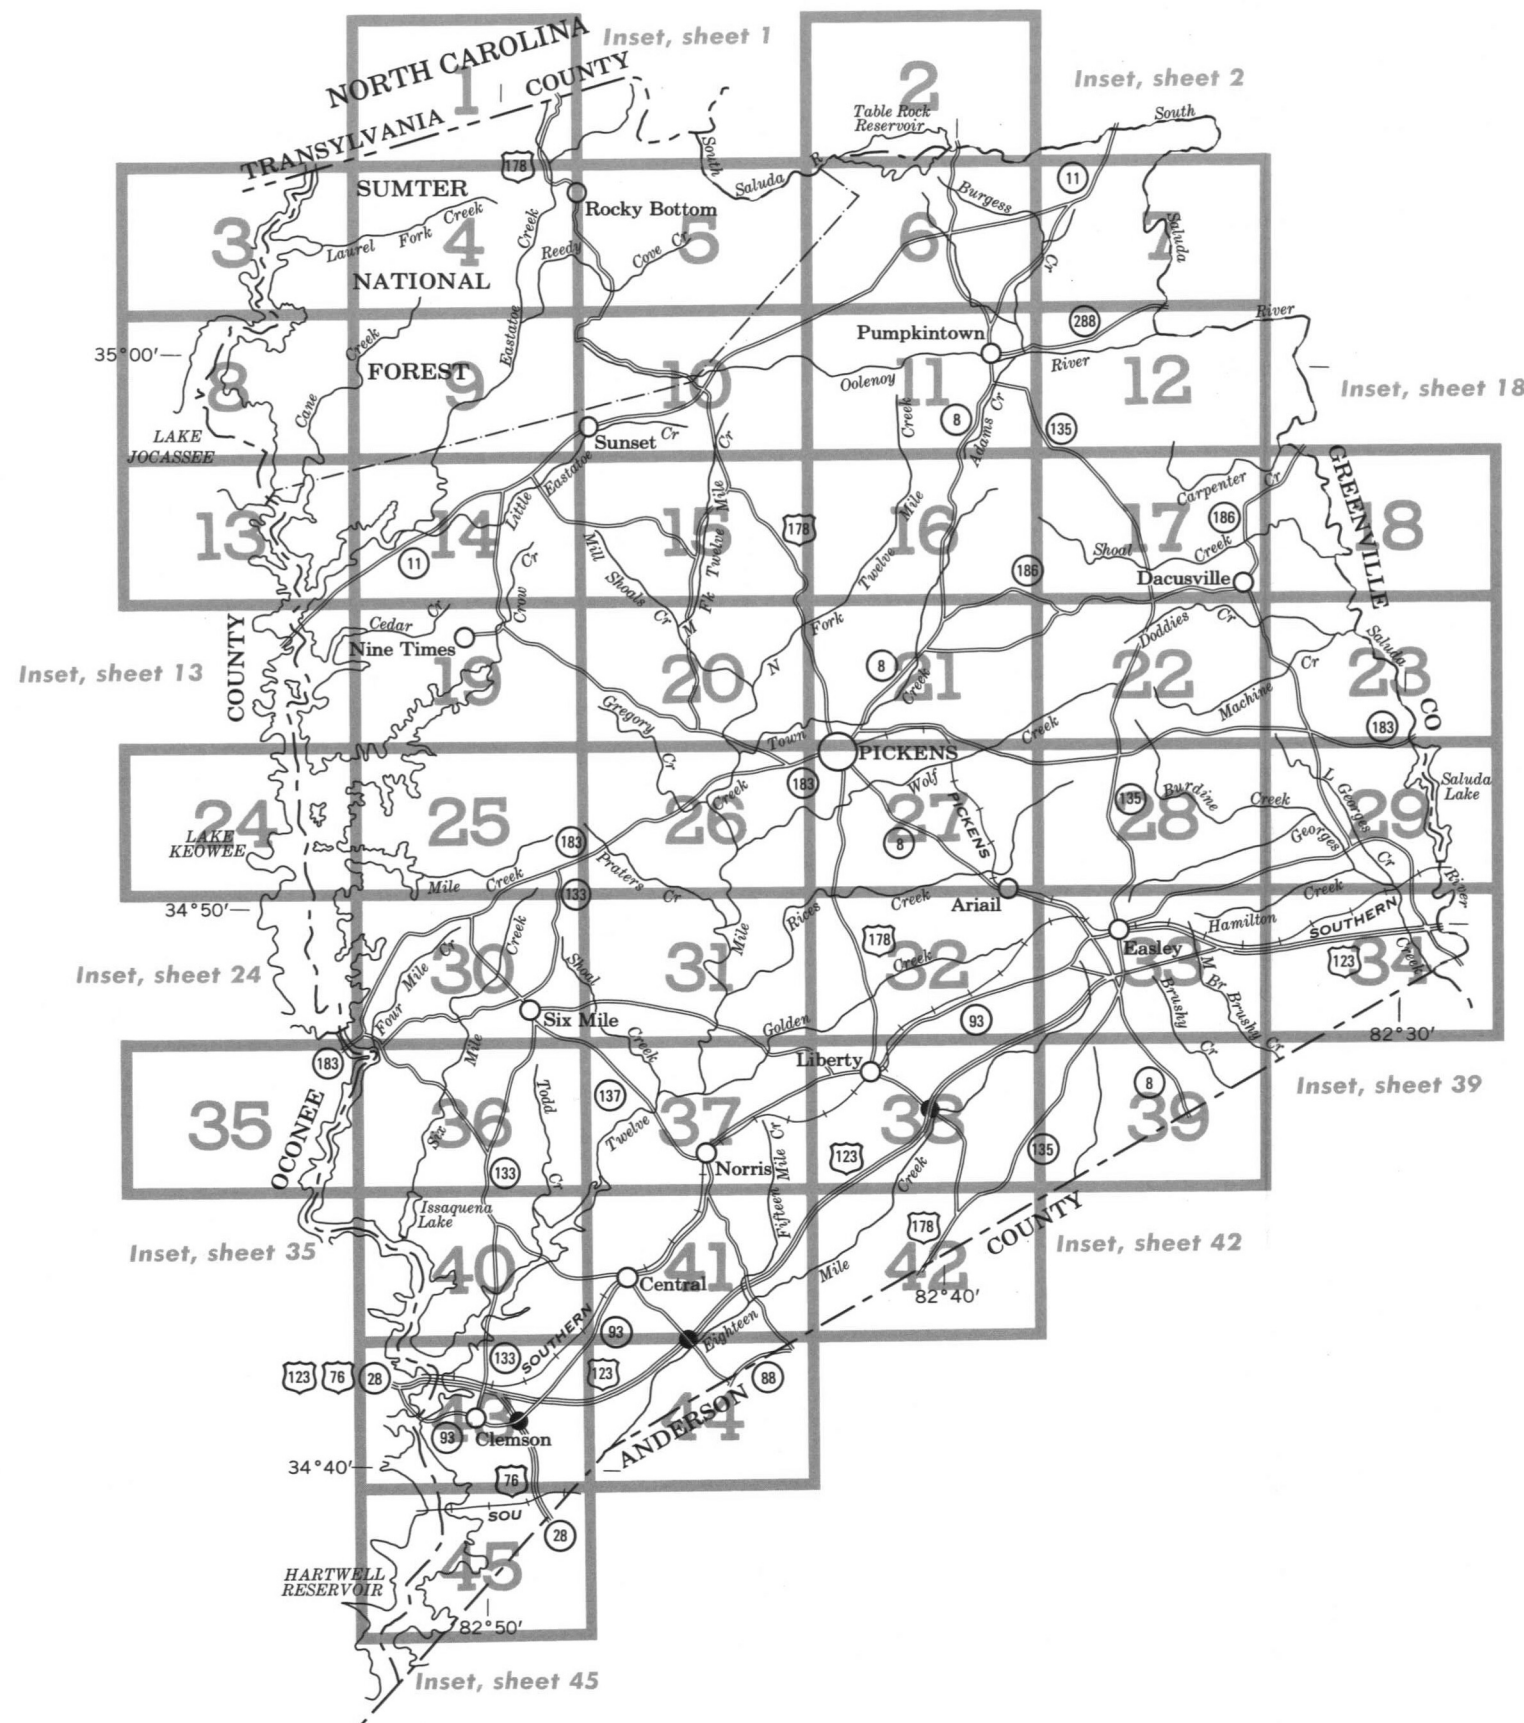 Inset, sheet 1
NORTH CAROLINA
1
COUNTY
TRANSYLVANIA
2
Inset, sheet 2
Table Rock
Reservoir
South
South
Saluda
R
178
11
SUMTER
Rocky Bottom
Burgess
3
Laurel Fork Creek
4
Creek
Reedy
Cove Cr
5
6
Cr
7
Saluda
NATIONAL
Eastatoe
Pumpkintown
288
River
35°00'
Creek
FOREST
8
Cane
9
10
Oolenoy
11
River
12
Inset, sheet 18
LAKE
JOCASSEE
Sunset
Cr
Cr
Creek
8
Adams Cr
135
13
14
Little Eastatoe
15
Mile
178
Mile
16
Carpenter
Cr
186
17
GREENVILLE
18
11
Mill Shoals Cr
Fk Twelve
M
Twelve
Shoal Creek
186
Dacusville
Cr
Crow
COUNTY
Cedar Cr
Nine Times
Fork
N
Doddies Cr
Saluda
Inset, sheet 13
19
20
8
21
Creek
22
Cr
Machine
23
CO
Gregory
Cr
Town
Creek
PICKENS
Creek
183
183
24
LAKE
KEOWEE
25
26
Wolf
27
PICKENS
8
135
Burdine Creek
28
L Georges
Cr
29
Saluda
Lake
Georges
183
Mile Creek
Praters
Cr
133
34°50'
Rices Creek
Ariail
Creek
River
Inset, sheet 24
Four Mile Cr
30
Creek
Shoal
31
Mile
178
Creek
32
Easley
Hamilton
SOUTHERN
123
34
Creek
33
M Br Brushy Cr
Brushy
Cr
Six Mile
Golden
93
82°30'
183
Mile
Creek
Liberty
Inset, sheet 39
35
OCONEE
36
Six
Todd
Cr
137
Twelve
37
Norris
38
8
39
133
Fifteen Mile Cr
123
Creek
135
Issaquena
Lake
178
COUNTY
Inset, sheet 35
40
Central
41
Mile
42
82°40'
Inset, sheet 42
SOUTHERN
93
Eighteen
133
123
88
123
76
28
43
93
Clemson
ANDERSON
44
34°40'
76
SOU
28
HARTWELL
RESERVOIR
45
82°50'
Inset, sheet 45